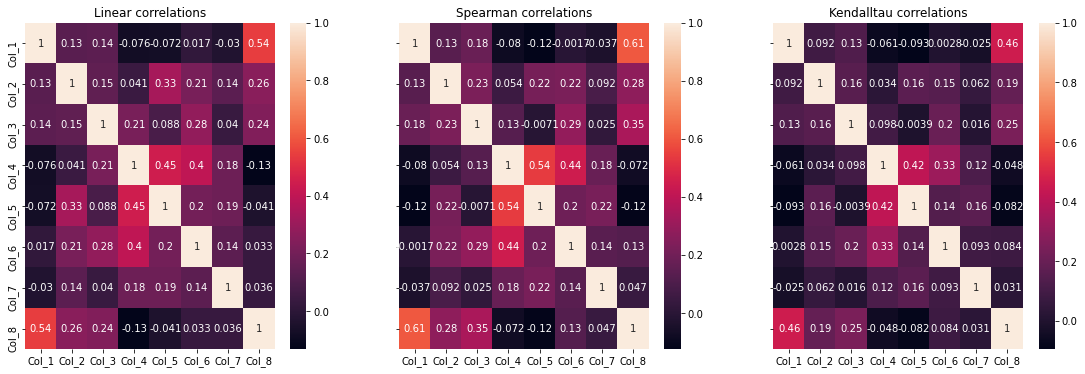 Linear correlations
Col_1 1 0.13 0.14 -0.076 -0.072 0.017 -0.03 0.54
Col_2 0.13 1 0.15 0.041 0.33 0.21 0.14 0.26
Col_3 0.14 0.15 1 0.21 0.088 0.28 0.04 0.24
Col_4 -0.076 0.041 0.21 1 0.45 0.4 0.18 -0.13
Col_5 -0.072 0.33 0.088 0.45 1 0.2 0.19 -0.041
Col_6 0.017 0.21 0.28 0.4 0.2 1 0.14 0.033
Col_7 -0.03 0.14 0.04 0.18 0.19 0.14 1 0.036
Col_8 0.54 0.26 0.24 -0.13 -0.041 0.033 0.036 1
Col_1 Col_2 Col_3 Col_4 Col_5 Col_6 Col_7 Col_8
1.0
0.8
0.6
0.4
0.2
0.0
Spearman correlations
1 0.13 0.18 -0.08 -0.12 -0.0017 -0.037 0.61
0.13 1 0.23 0.054 0.22 0.22 0.092 0.28
0.18 0.23 1 0.13 -0.0071 0.29 0.025 0.35
-0.08 0.054 0.13 1 0.54 0.44 0.18 -0.072
-0.12 0.22 -0.0071 0.54 1 0.2 0.22 -0.12
-0.0017 0.22 0.29 0.44 0.2 1 0.14 0.13
-0.037 0.092 0.025 0.18 0.22 0.14 1 0.047
0.61 0.28 0.35 -0.072 -0.12 0.13 0.047 1
Col_1 Col_2 Col_3 Col_4 Col_5 Col_6 Col_7 Col_8
1.0
0.8
0.6
0.4
0.2
0.0
Kendalltau correlations
1 0.092 0.13 -0.061 -0.093 -0.0028 -0.025 0.46
0.092 1 0.16 0.034 0.16 0.15 0.062 0.19
0.13 0.16 1 0.098 -0.0039 0.2 0.016 0.25
-0.061 0.034 0.098 1 0.42 0.33 0.12 -0.048
-0.093 0.16 -0.0039 0.42 1 0.14 0.16 -0.082
-0.0028 0.15 0.2 0.33 0.14 1 0.093 0.084
-0.025 0.062 0.016 0.12 0.16 0.093 1 0.031
0.46 0.19 0.25 -0.048 -0.082 0.084 0.031 1
Col_1 Col_2 Col_3 Col_4 Col_5 Col_6 Col_7 Col_8
1.0
0.8
0.6
0.4
0.2
0.0